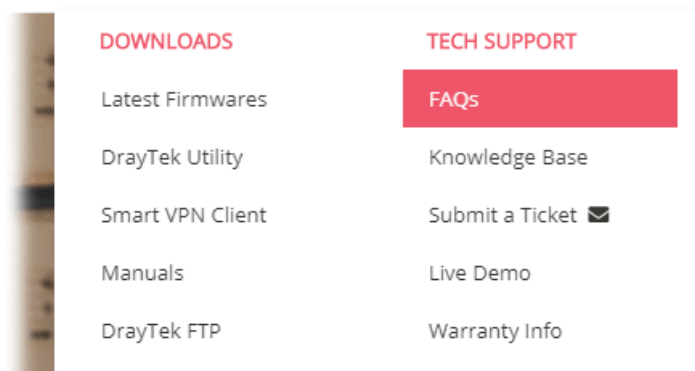 DOWNLOADS
Latest Firmwares
DrayTek Utility
Smart VPN Client
Manuals
DrayTek FTP
TECH SUPPORT
FAQs
Knowledge Base
Submit a Ticket
Live Demo
Warranty Info